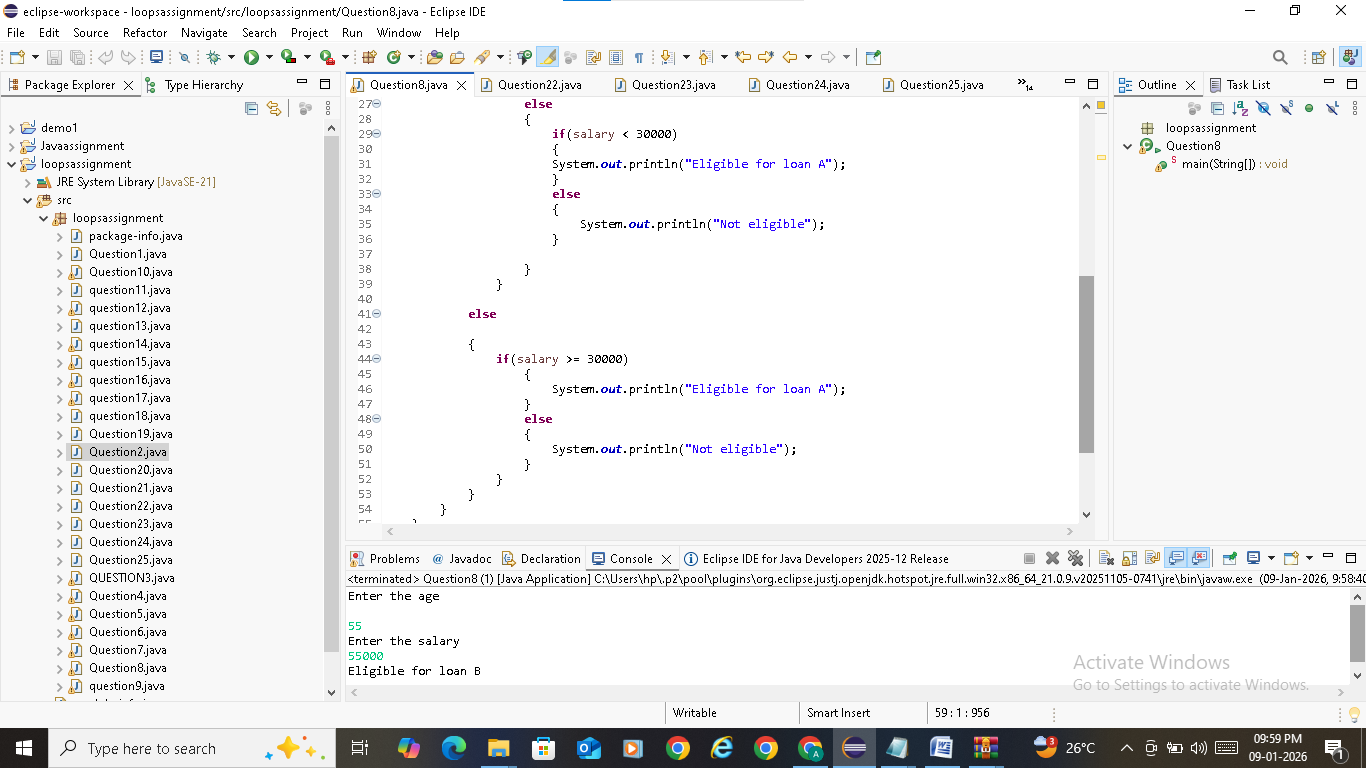 eclipse-workspace - loopsassignment/src/loopsassignment/Question8.java - Eclipse IDE
File Edit Source Refactor Navigate Search Project Run Window Help
Package Explorer Type Hierarchy
demo1
Javaassignment
loopsassignment
JRE System Library [JavaSE-21]
src
loopsassignment
package-info.java
Question1.java
Question10.java
question11.java
question12.java
question13.java
question14.java
question15.java
question16.java
question17.java
question18.java
Question19.java
Question2.java
Question20.java
Question21.java
Question22.java
Question23.java
Question24.java
Question25.java
QUESTION3.java
Question4.java
Question5.java
Question6.java
Question7.java
Question8.java
question9.java
Question8.java Question22.java Question23.java Question24.java Question25.java »14
27 else
28 {
29 if(salary < 30000)
30 {
31 System.out.println("Eligible for loan A");
32 }
33 else
34 {
35 System.out.println("Not eligible");
36 }
37
38 }
39 }
40
41 else
42
43 {
44 if(salary >= 30000)
45 {
46 System.out.println("Eligible for loan A");
47 }
48 else
49 {
50 System.out.println("Not eligible");
51 }
52 }
53 }
54 }
Outline Task List
loopsassignment
Question8
main(String[]) : void
Problems @ Javadoc Declaration Console Eclipse IDE for Java Developers 2025-12 Release
<terminated> Question8 (1) [Java Application] C:\Users\hp\.p2\pool\plugins\org.eclipse.justj.openjdk.hotspot.jre.full.win32.x86_64_21.0.9.v20251105-0741\jre\bin\javaw.exe (09-Jan-2026, 9:58:40
Enter the age
55
Enter the salary
55000
Eligible for loan B
Activate Windows
Go to Settings to activate Windows.
Writable Smart Insert 59 : 1 : 956
Type here to search
3
26°C
09:59 PM
09-01-2026
1